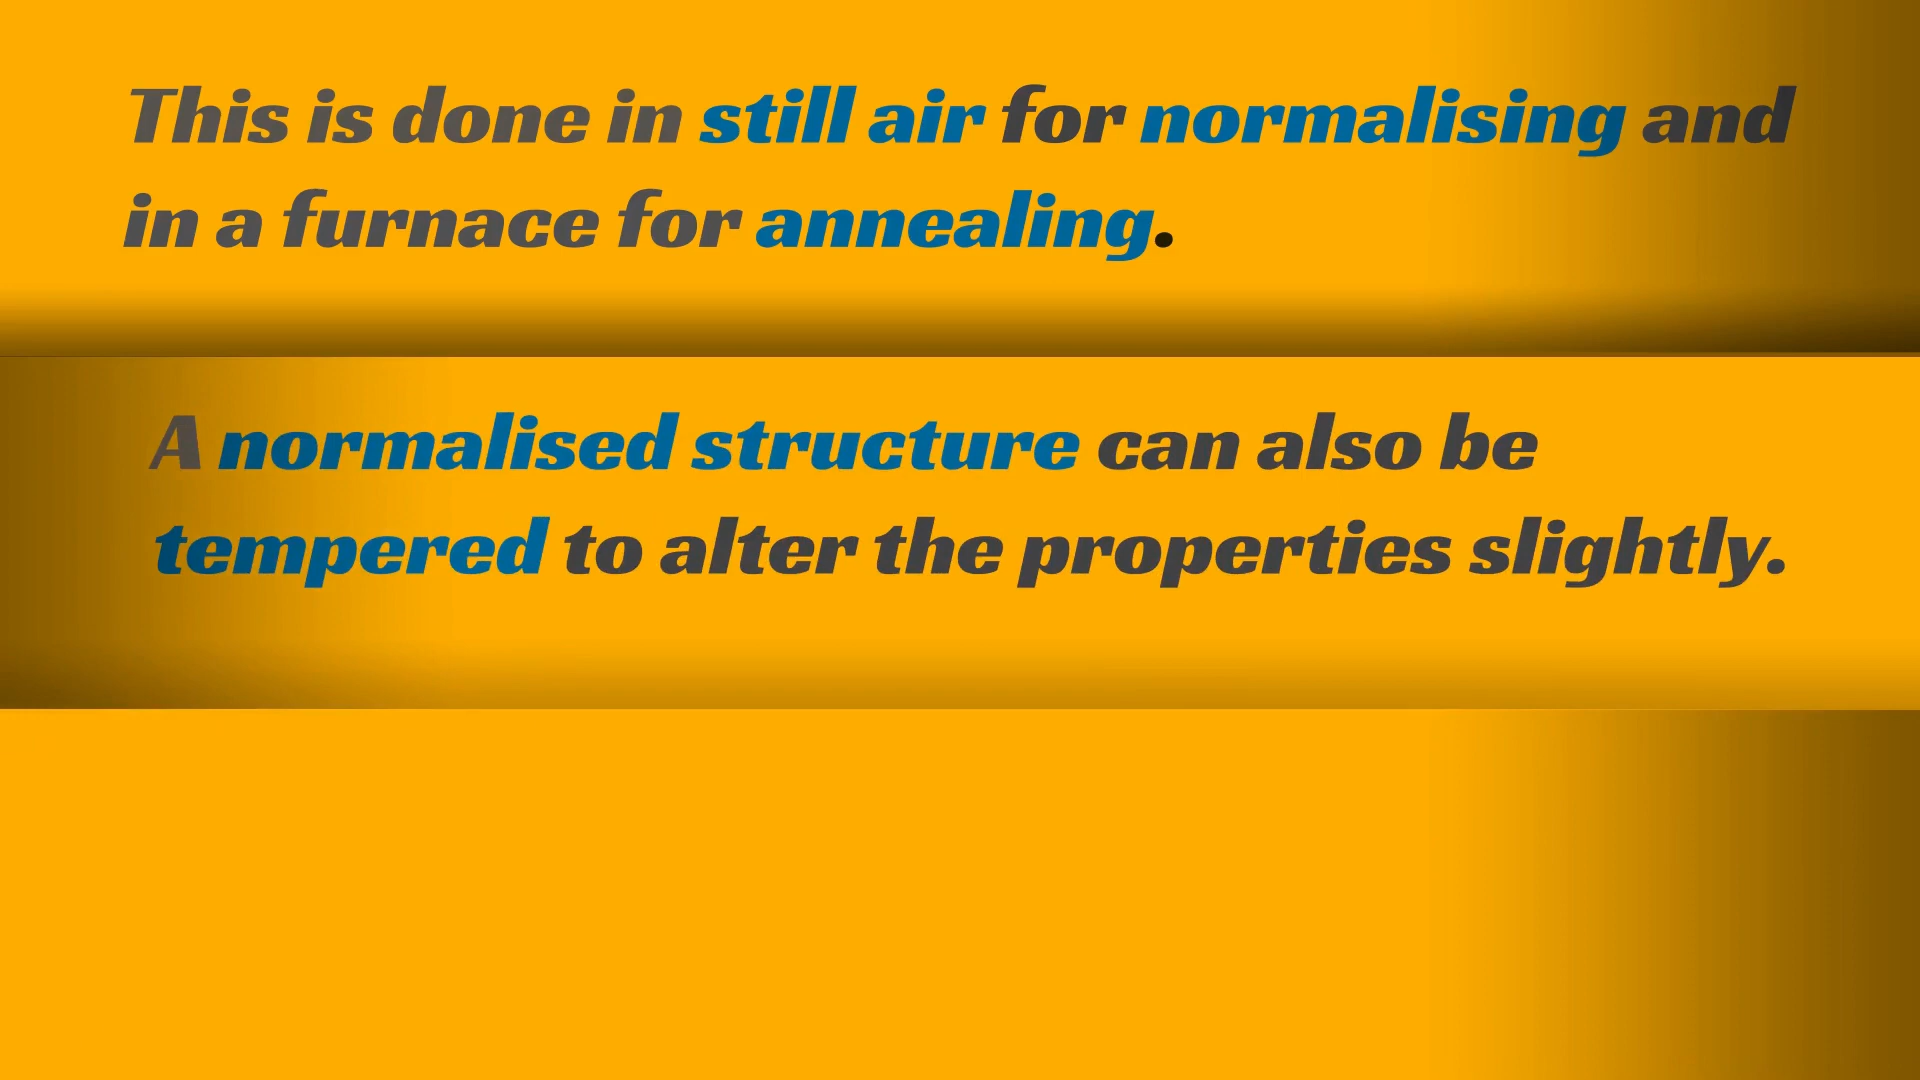 This is done in still air for normalising and
in a furnace for annealing.
A normalised structure can also be
tempered to alter the properties slightly.